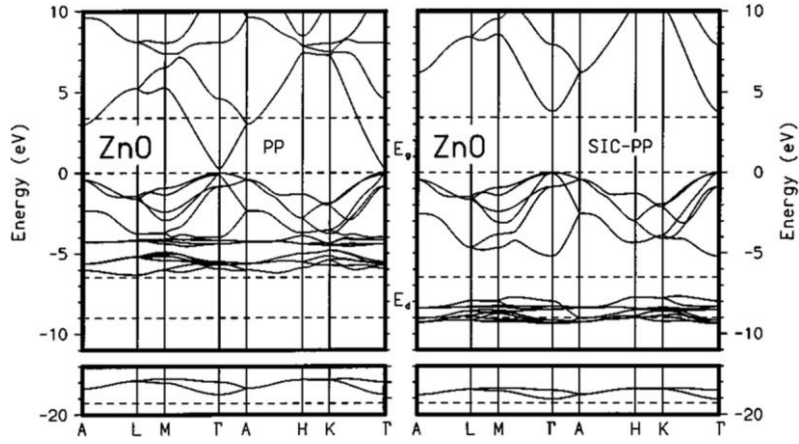 10
5
0
-5
-10
-20
Energy (eV)
ZnO
PP
E g
E d
A L M Γ A H K Γ
ZnO
SIC-PP
10
5
0
-5
-10
-20
Energy (eV)
A L M Γ A H K Γ